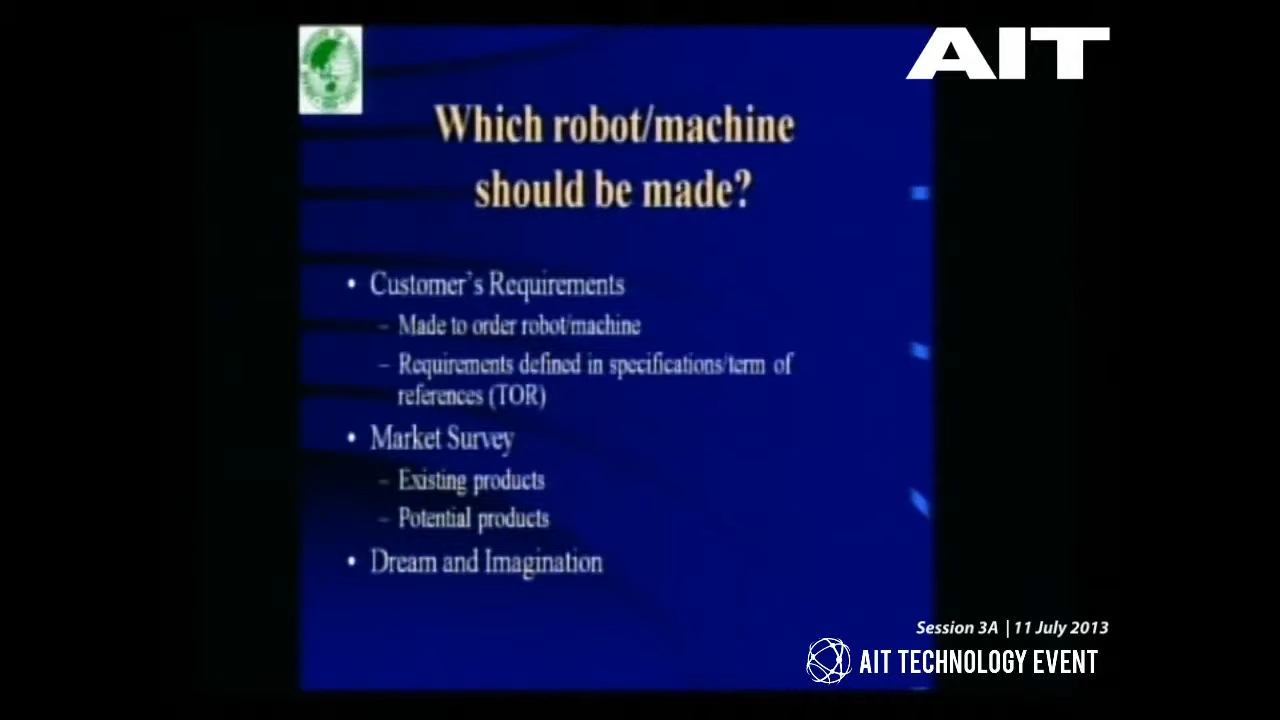 AIT
Which robot/machine
should be made?
• Customer's Requirements
– Made to order robot/machine
– Requirements defined in specifications/term of
references (TOR)
• Market Survey
– Existing products
– Potential products
• Dream and Imagination
Session 3A | 11 July 2013
AIT TECHNOLOGY EVENT